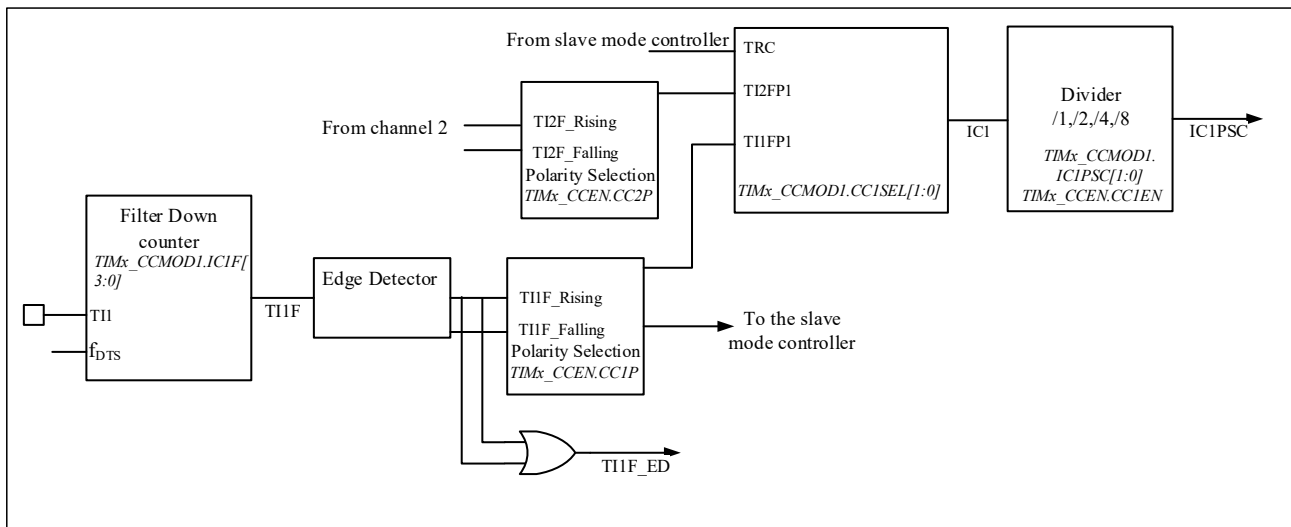 From slave mode controller
TRC
TI2FP1
TI1FP1
TIMx_CCMOD1.CC1SEL[1:0]
From channel 2
TI2F_Rising
TI2F_Falling
Polarity Selection
TIMx_CCEN.CC2P
IC1
Divider
/1,/2,/4,/8
TIMx_CCMOD1.
IC1PSC[1:0]
TIMx_CCEN.CC1EN
IC1PSC
Filter Down
counter
TIMx_CCMOD1.IC1F[
3:0]
TI1
fDTS
TI1F
Edge Detector
TI1F_Rising
TI1F_Falling
Polarity Selection
TIMx_CCEN.CC1P
To the slave
mode controller
TI1F_ED